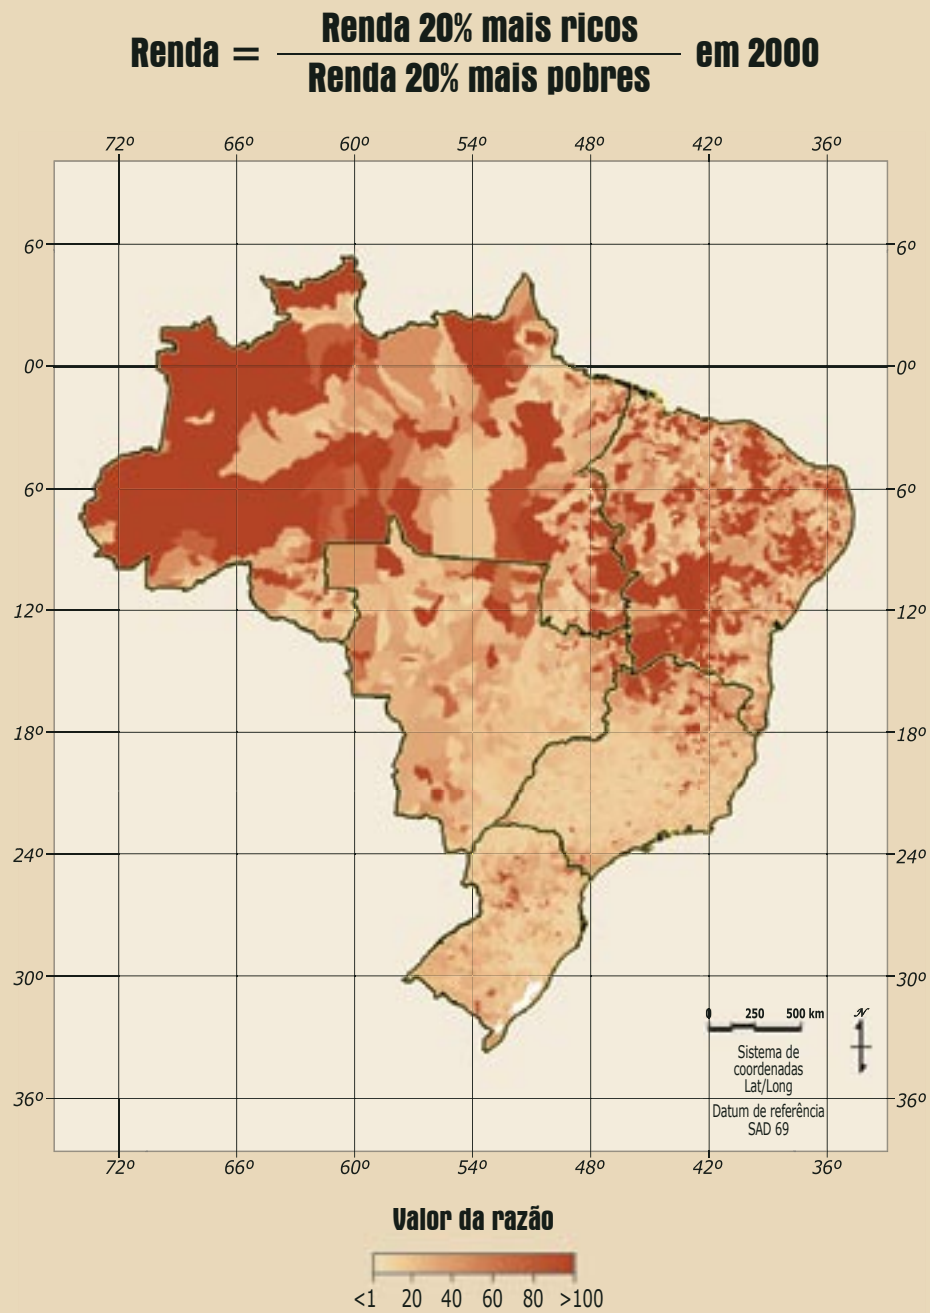 Renda 20% mais ricos
Renda = em 2000
Renda 20% mais pobres
72º 66º 60º 54º 48º 42º 36º
6º 6º
0º 0º
6º 6º
12º 12º
18º 18º
24º 24º
30º 30º
0 250 500 km N
Sistema de
coordenadas
Lat/Long
36º 36º
Datum de referência
SAD 69
72º 66º 60º 54º 48º 42º 36º
Valor da razão
<1 20 40 60 80 >100